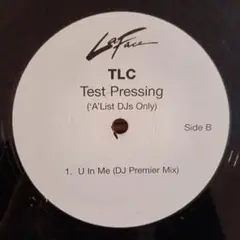 LaFace
TLC
Test Pressing
('A'List DJs Only)
Side B
1. U In Me (DJ Premier Mix)